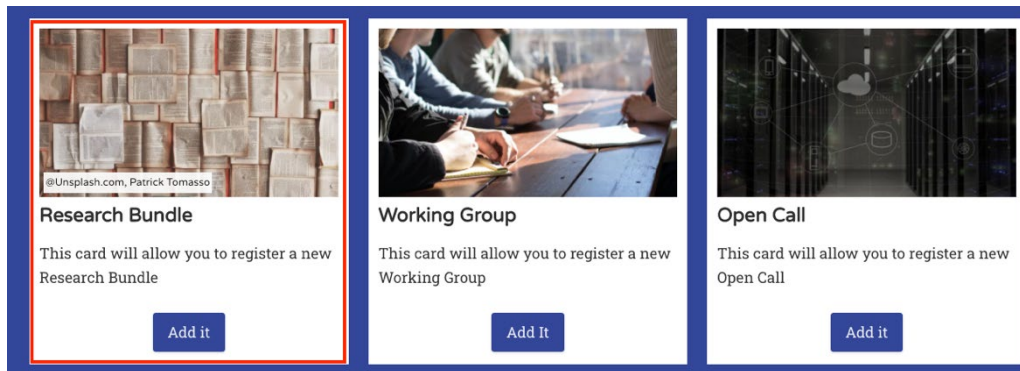 @Unsplash.com, Patrick Tomasso
Research Bundle
This card will allow you to register a new
Research Bundle
Add it
Working Group
This card will allow you to register a new
Working Group
Add It
Open Call
This card will allow you to register a new
Open Call
Add it